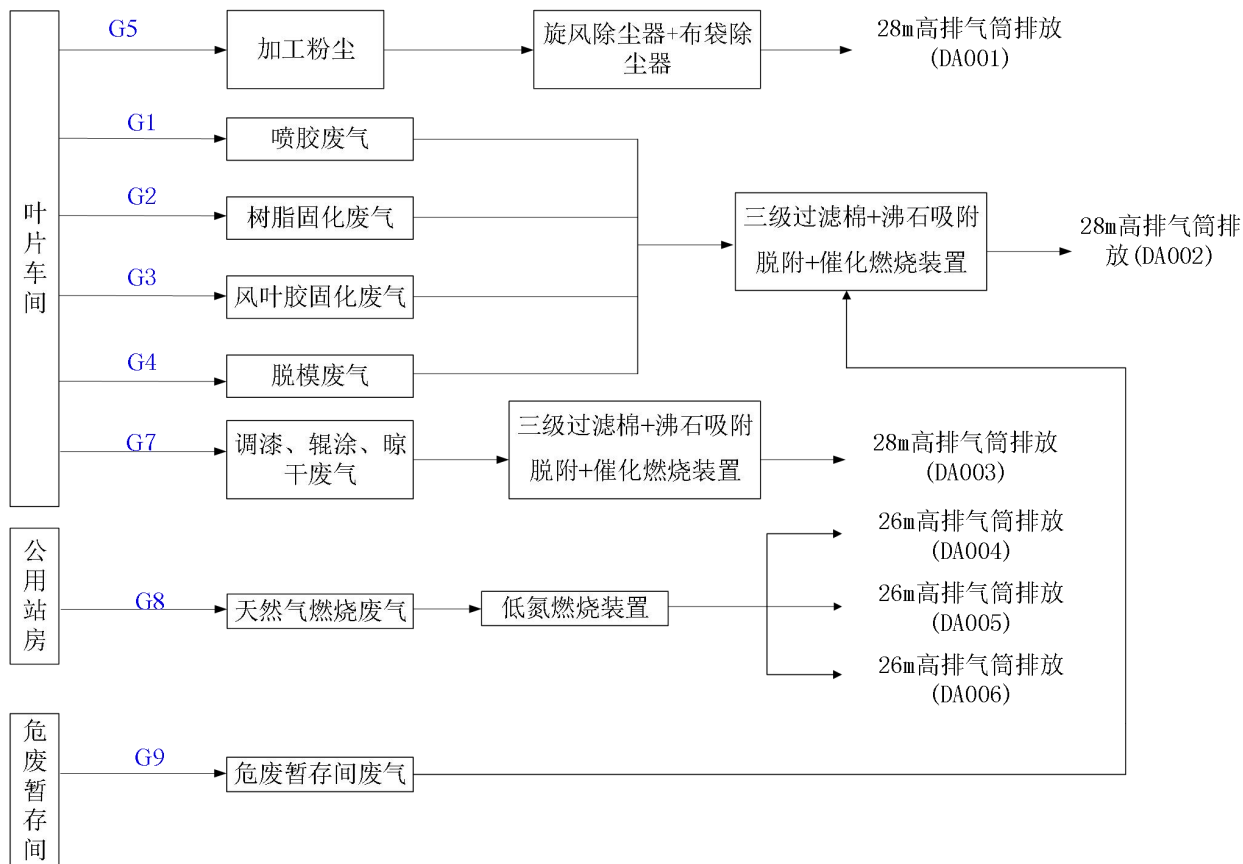 叶片车间
G5
加工粉尘
旋风除尘器+布袋除
尘器
28m高排气筒排放
(DA001)
G1
喷胶废气
G2
树脂固化废气
G3
风叶胶固化废气
G4
脱模废气
三级过滤棉+沸石吸附
脱附+催化燃烧装置
28m高排气筒排
放(DA002)
G7
调漆、辊涂、晾
干废气
三级过滤棉+沸石吸附
脱附+催化燃烧装置
28m高排气筒排放
(DA003)
公用站房
G8
天然气燃烧废气
低氮燃烧装置
26m高排气筒排放
(DA004)
26m高排气筒排放
(DA005)
26m高排气筒排放
(DA006)
危废暂存间
G9
危废暂存间废气